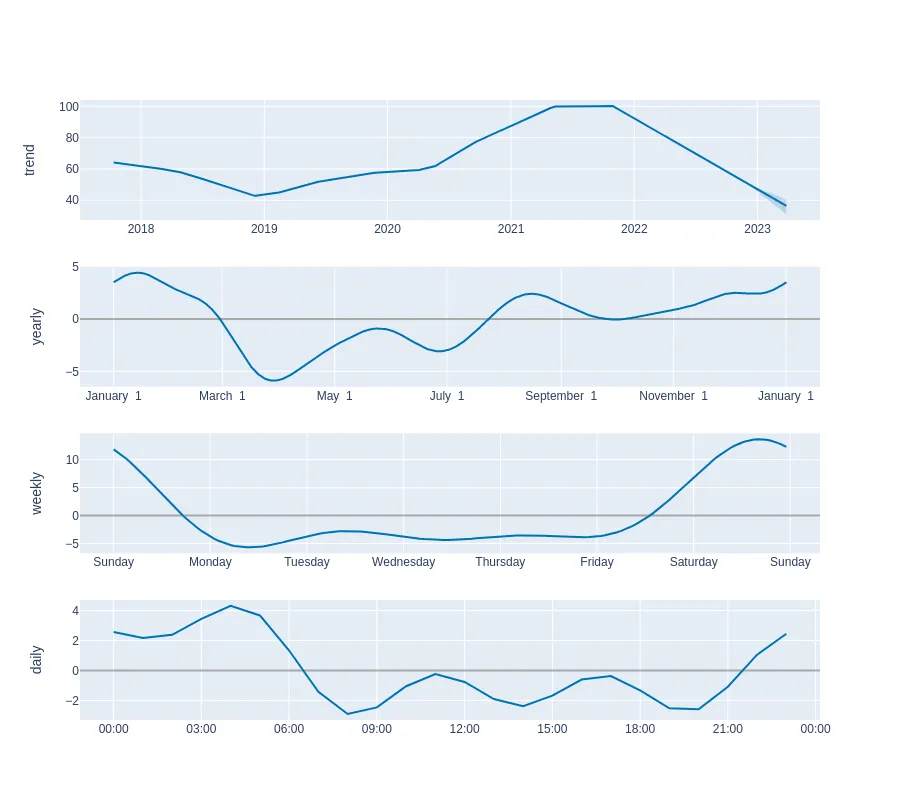 trend
100
80
60
40
2018 2019 2020 2021 2022 2023
yearly
5
0
−5
January 1 March 1 May 1 July 1 September 1 November 1 January 1
weekly
10
5
0
−5
Sunday Monday Tuesday Wednesday Thursday Friday Saturday Sunday
daily
4
2
0
−2
00:00 03:00 06:00 09:00 12:00 15:00 18:00 21:00 00:00